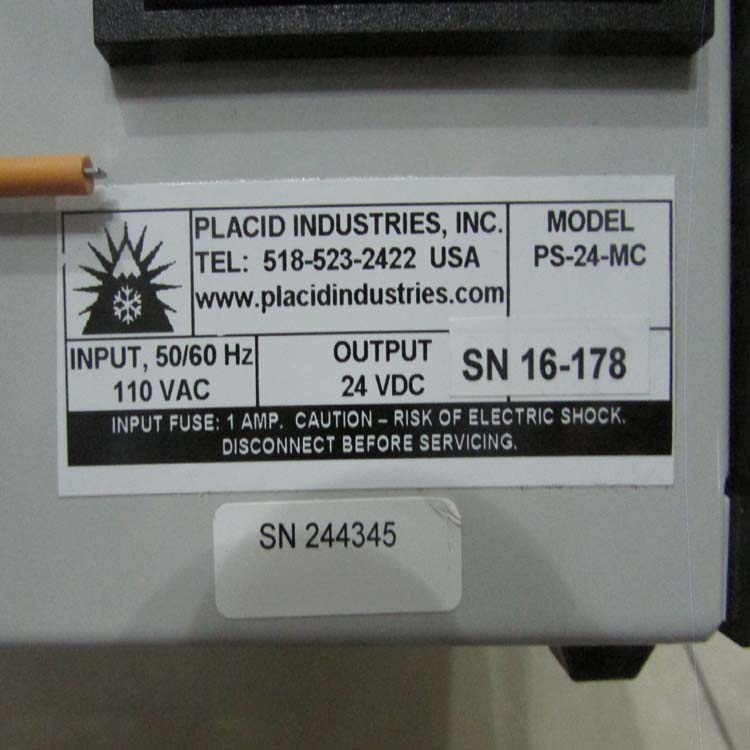 PLACID INDUSTRIES, INC.
TEL: 518-523-2422 USA
www.placidindustries.com
MODEL
PS-24-MC
INPUT, 50/60 Hz
110 VAC
OUTPUT
24 VDC
SN 16-178
INPUT FUSE: 1 AMP. CAUTION – RISK OF ELECTRIC SHOCK.
DISCONNECT BEFORE SERVICING.
SN 244345